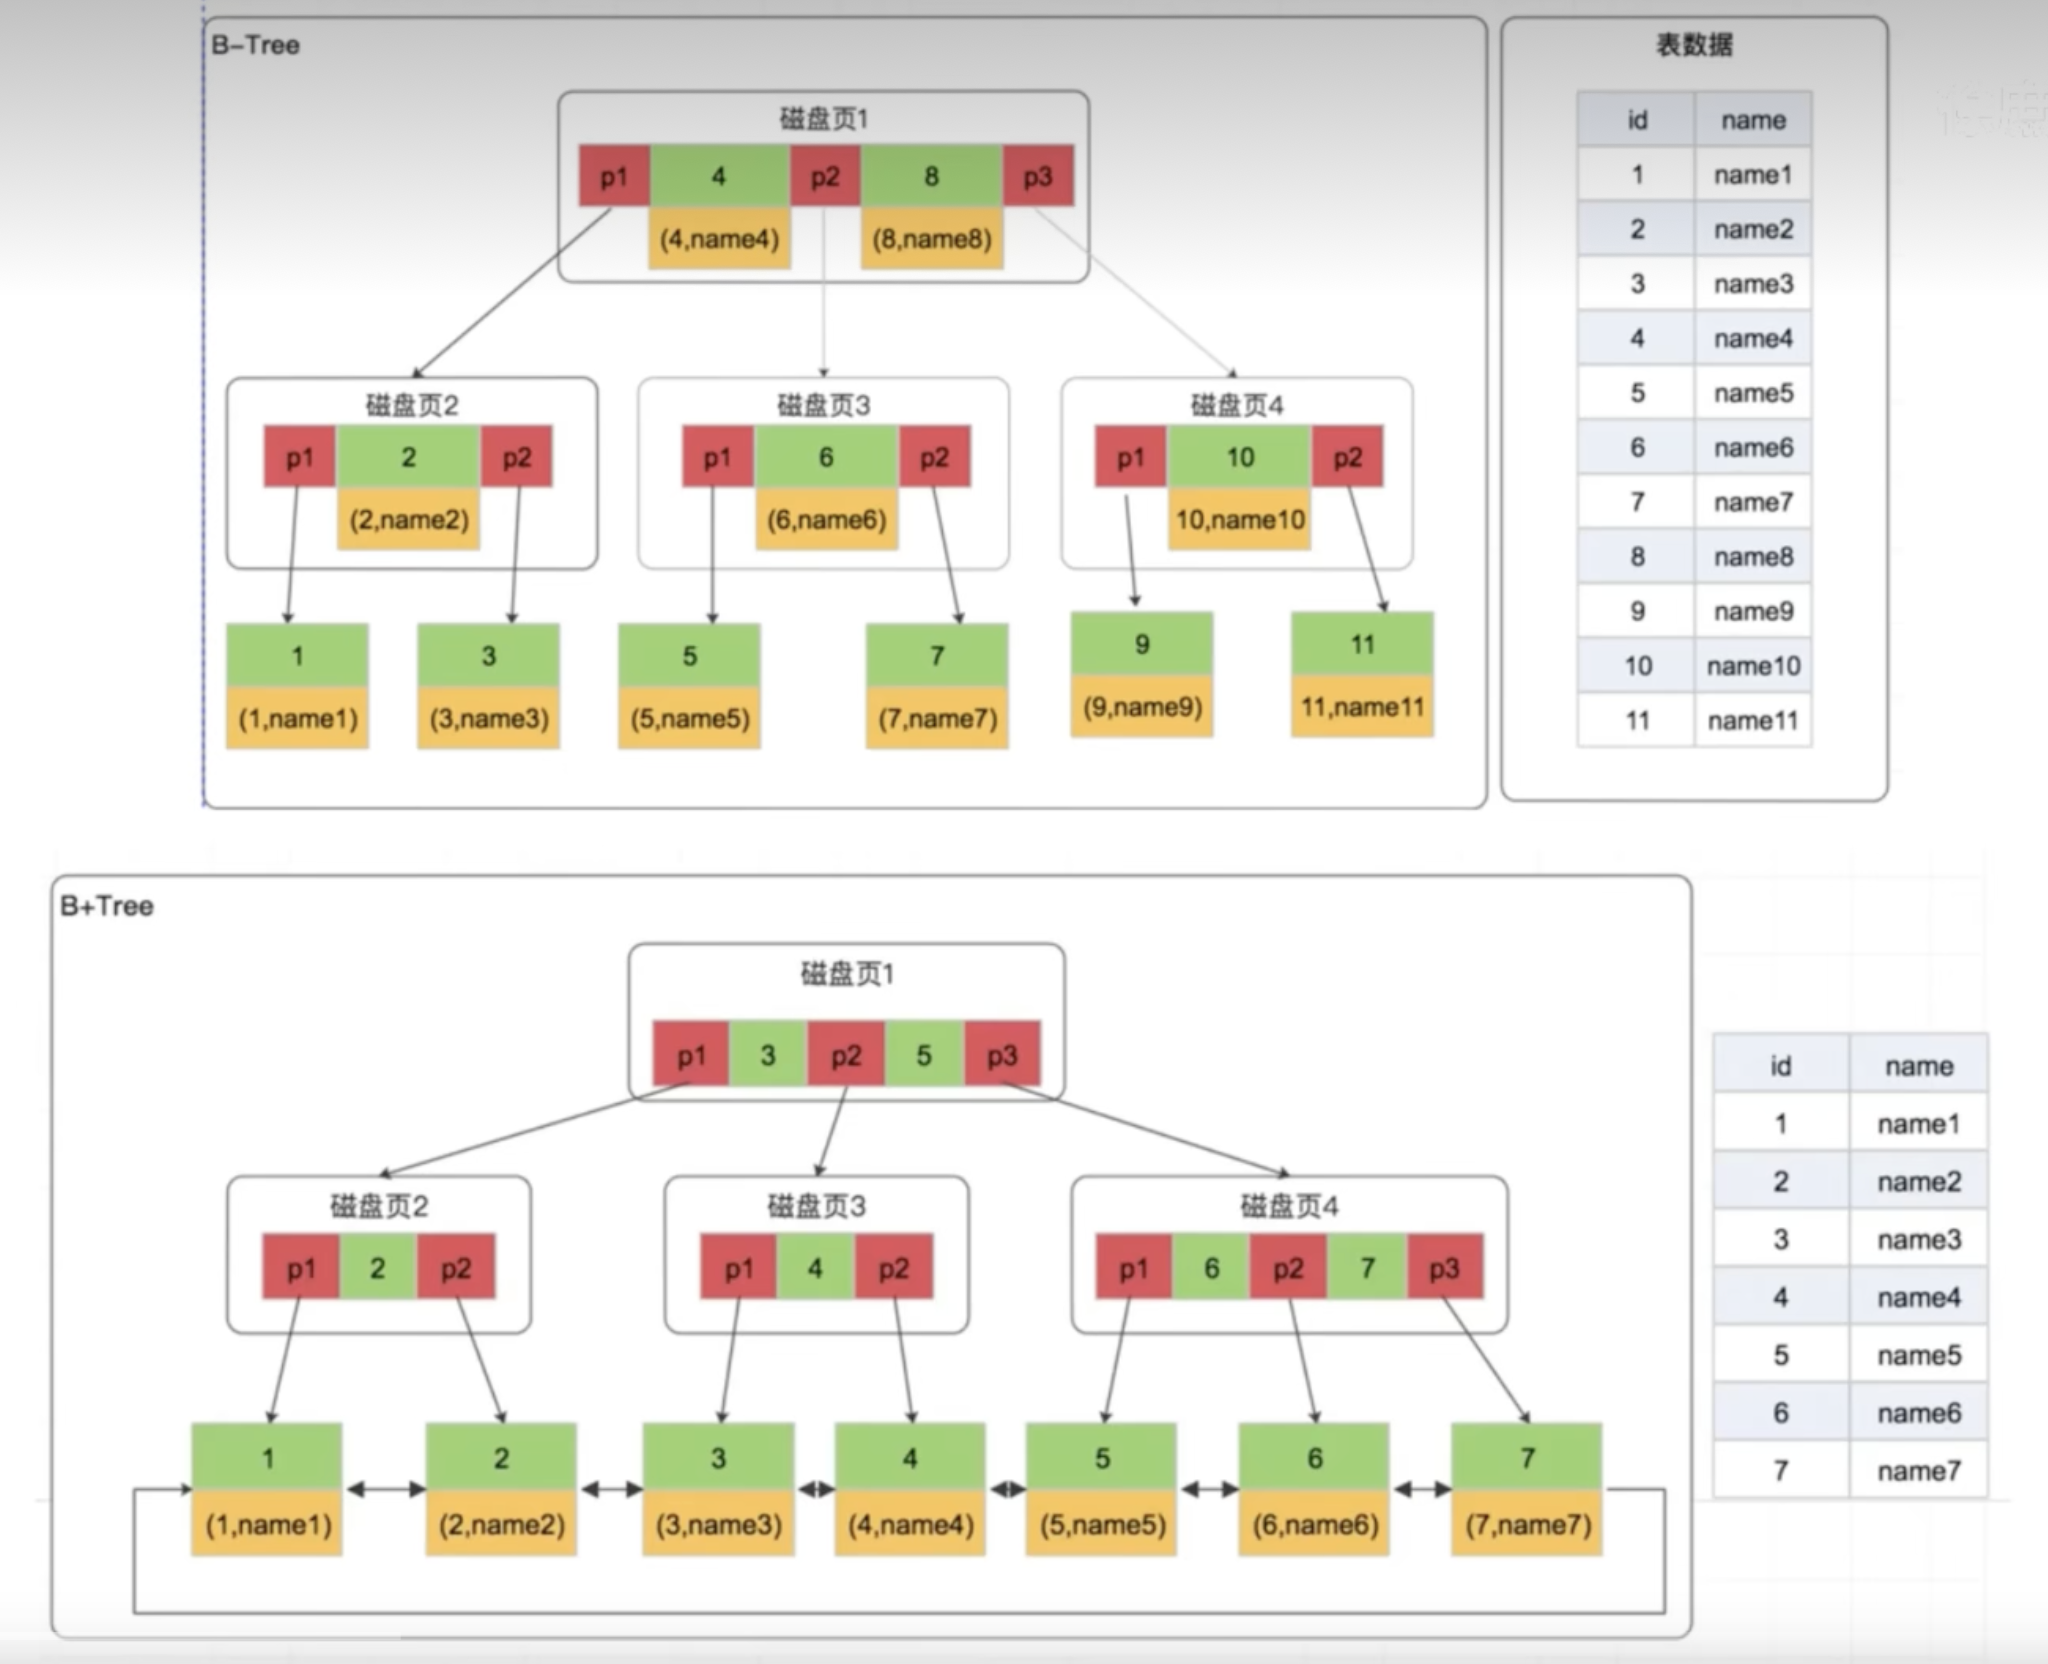 B-Tree
磁盘页1
p1 4 p2 8 p3
(4,name4) (8,name8)
磁盘页2 磁盘页3 磁盘页4
p1 2 p2 p1 6 p2 p1 10 p2
(2,name2) (6,name6) 10,name10
1 3 5 7 9 11
(1,name1) (3,name3) (5,name5) (7,name7) (9,name9) 11,name11
表数据
id name
1 name1
2 name2
3 name3
4 name4
5 name5
6 name6
7 name7
8 name8
9 name9
10 name10
11 name11
B+Tree
磁盘页1
p1 3 p2 5 p3
磁盘页2 磁盘页3 磁盘页4
p1 2 p2 p1 4 p2 p1 6 p2 7 p3
1 2 3 4 5 6 7
(1,name1) (2,name2) (3,name3) (4,name4) (5,name5) (6,name6) (7,name7)
id name
1 name1
2 name2
3 name3
4 name4
5 name5
6 name6
7 name7